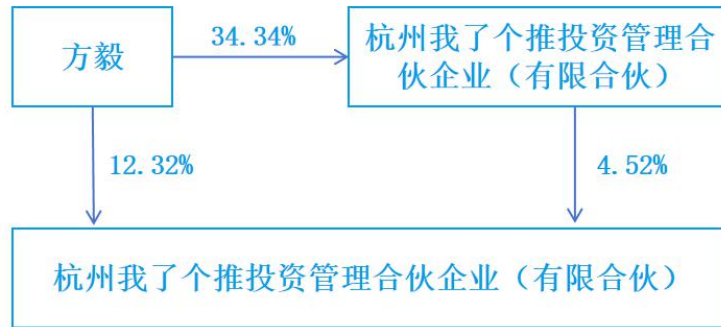 方毅
34.34%
杭州我了个推投资管理合
伙企业（有限合伙）
12.32%
4.52%
杭州我了个推投资管理合伙企业（有限合伙）